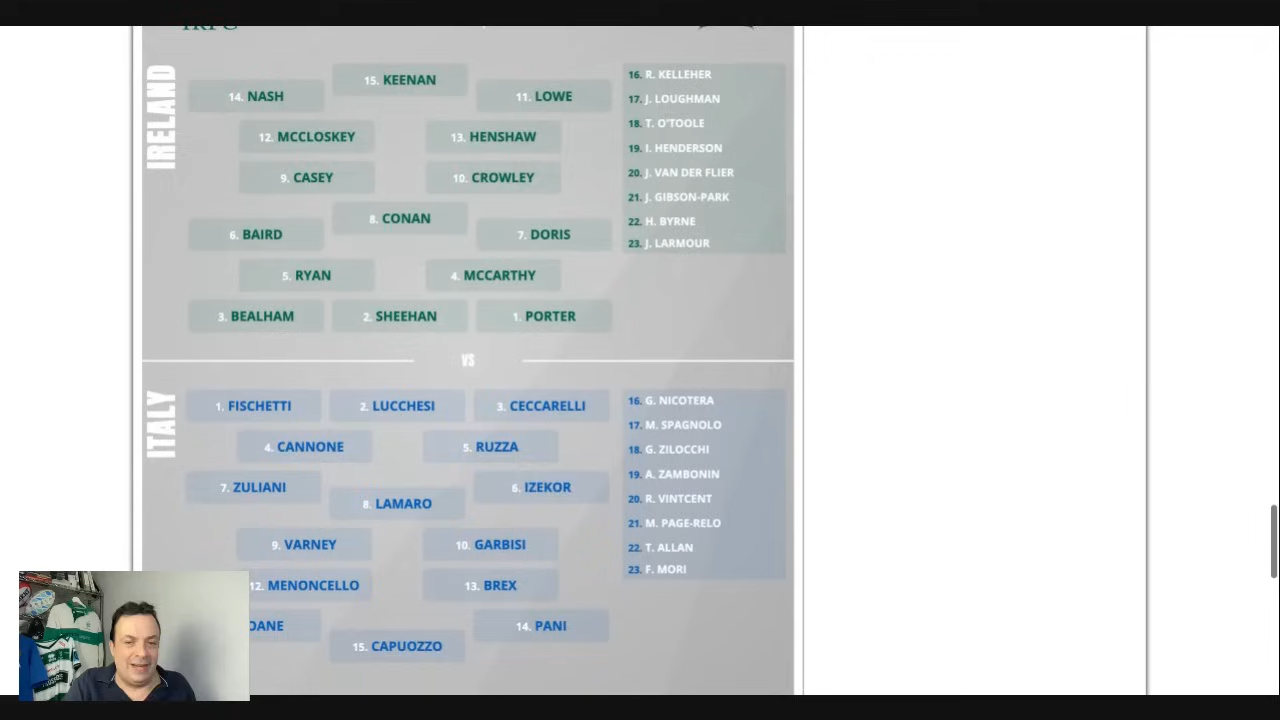 IRELAND
15. KEENAN
14. NASH
11. LOWE
12. MCCLOSKEY
13. HENSHAW
9. CASEY
10. CROWLEY
8. CONAN
6. BAIRD
7. DORIS
5. RYAN
4. MCCARTHY
3. BEALHAM
2. SHEEHAN
1. PORTER
16. R. KELLEHER
17. J. LOUGHMAN
18. T. O'TOOLE
19. I. HENDERSON
20. J. VAN DER FLIER
21. J. GIBSON-PARK
22. H. BYRNE
23. J. LARMOUR
VS
ITALY
1. FISCHETTI
2. LUCCHESI
3. CECCARELLI
4. CANNONE
5. RUZZA
7. ZULIANI
6. IZEKOR
8. LAMARO
9. VARNEY
10. GARBISI
12. MENONCELLO
13. BREX
OANE
14. PANI
15. CAPUOZZO
16. G. NICOTERA
17. M. SPAGNOLO
18. G. ZILOCCHI
19. A. ZAMBONIN
20. R. VINTCENT
21. M. PAGE-RELO
22. T. ALLAN
23. F. MORI